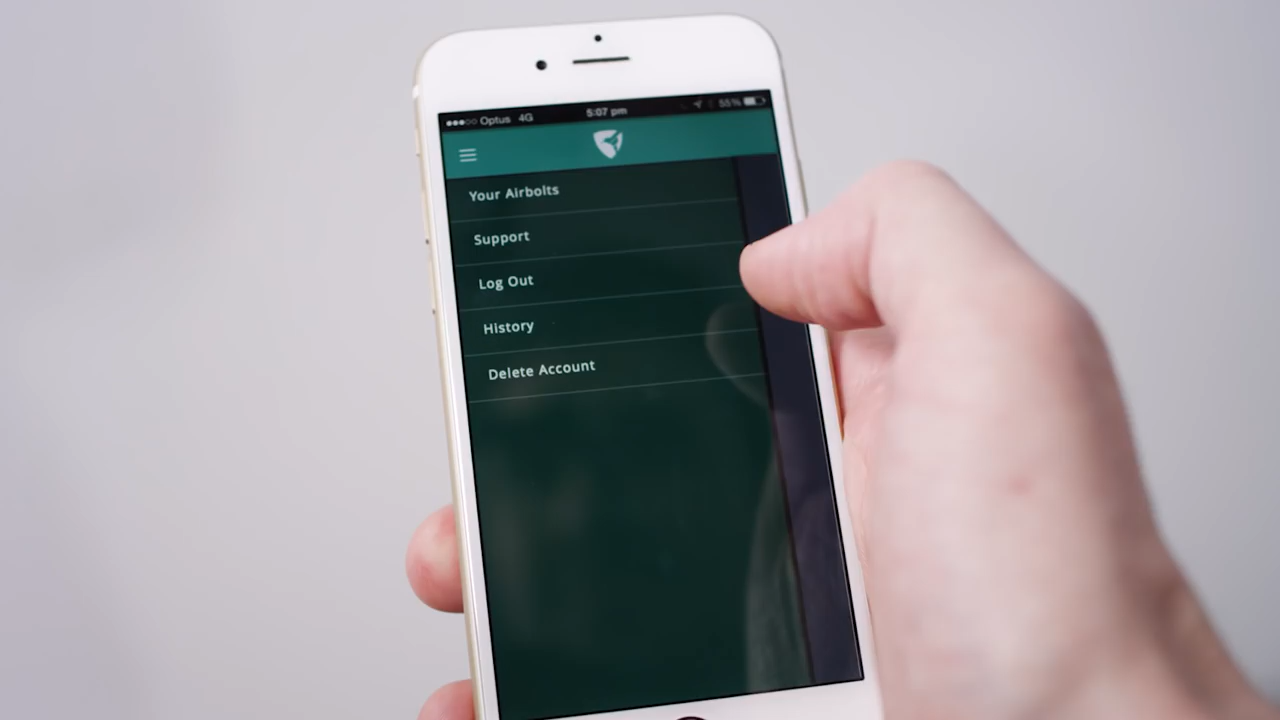 Optus 4G 5:07 pm 55%
Your Airbolts
Support
Log Out
History
Delete Account